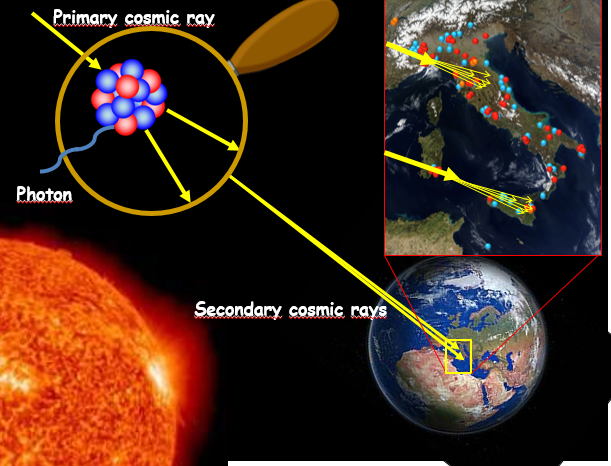 Primary cosmic ray
Photon
Secondary cosmic rays